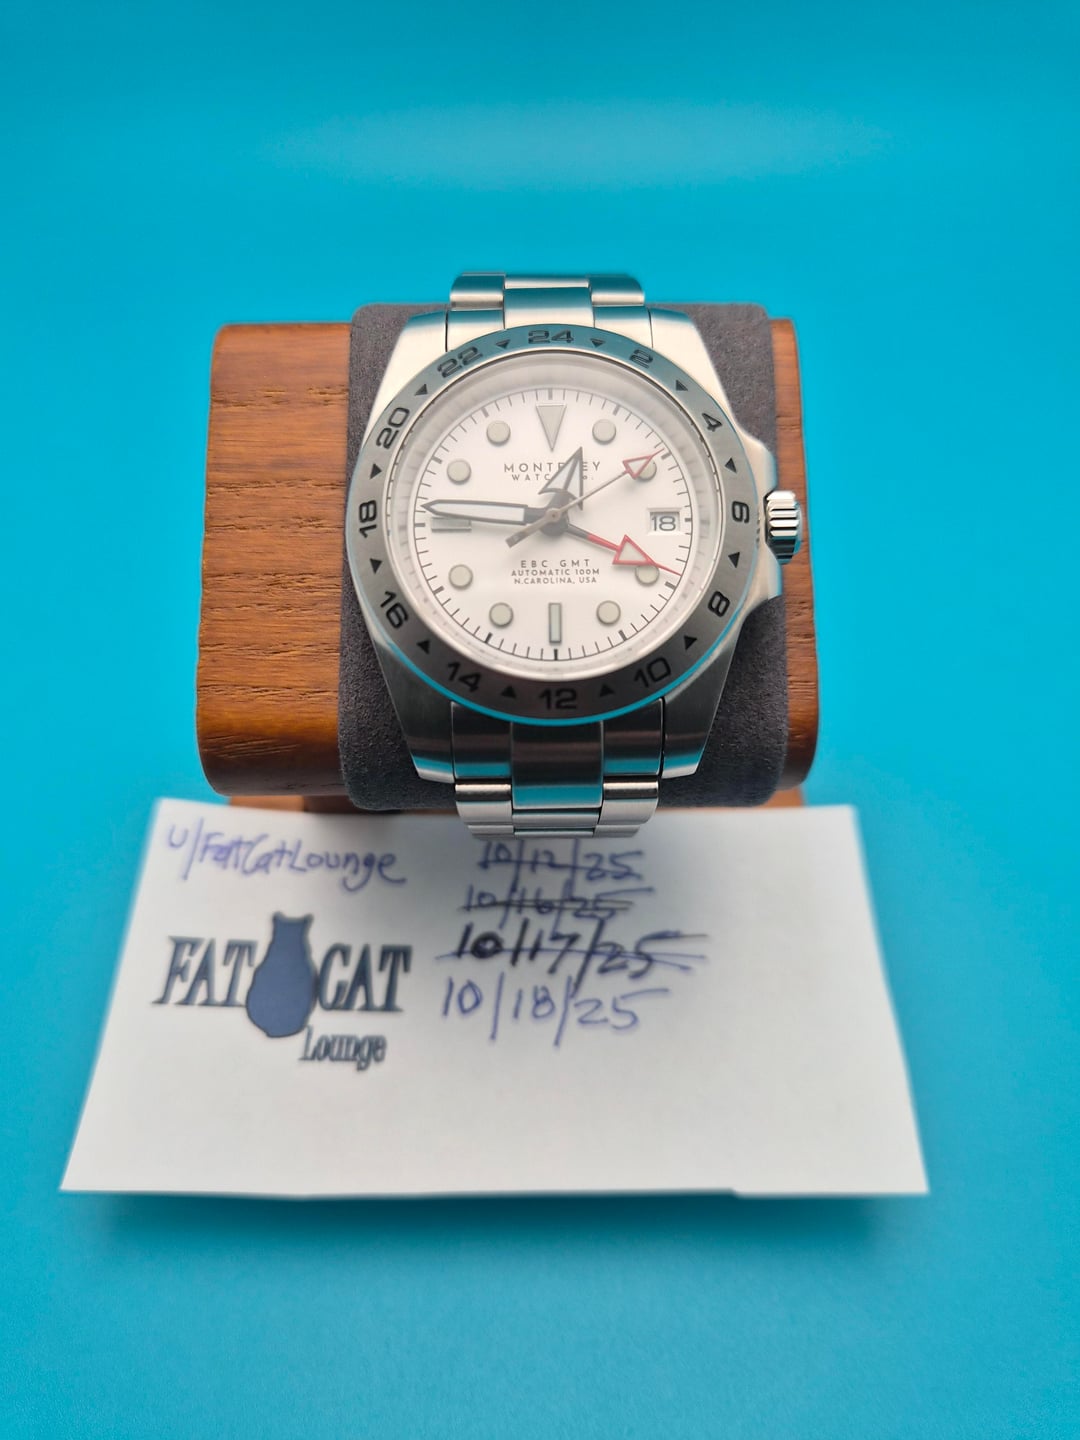 24
2
4
6
8
10
12
14
16
18
20
22
MONTEREY
WATCH Co.
18
EBC GMT
AUTOMATIC 100M
N.CAROLINA, USA
u/FatCatLounge
10/12/25
10/16/25
10/17/25
10/18/25
FAT CAT
Lounge